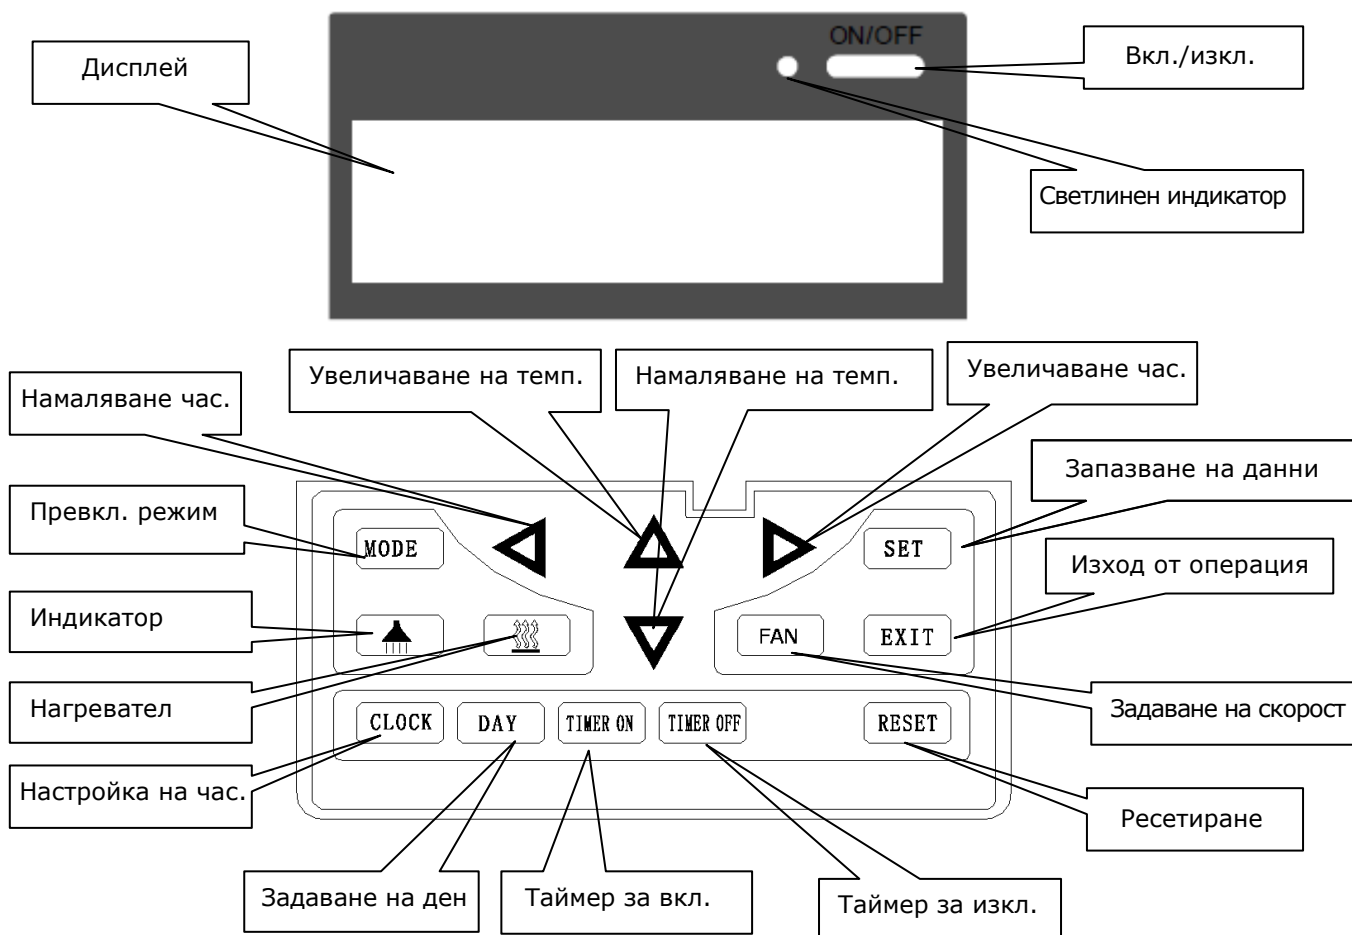 ON/OFF
Дисплей
Вкл./изкл.
Светлинен индикатор
Увеличаване на темп.
Намаляване на темп.
Увеличаване час.
Намаляване час.
Запазване на данни
Превкл. режим
MODE
SET
Изход от операция
Индикатор
FAN
EXIT
Нагревател
Задаване на скорост
CLOCK
DAY
TIMER ON
TIMER OFF
RESET
Настройка на час.
Ресетиране
Задаване на ден
Таймер за вкл.
Таймер за изкл.